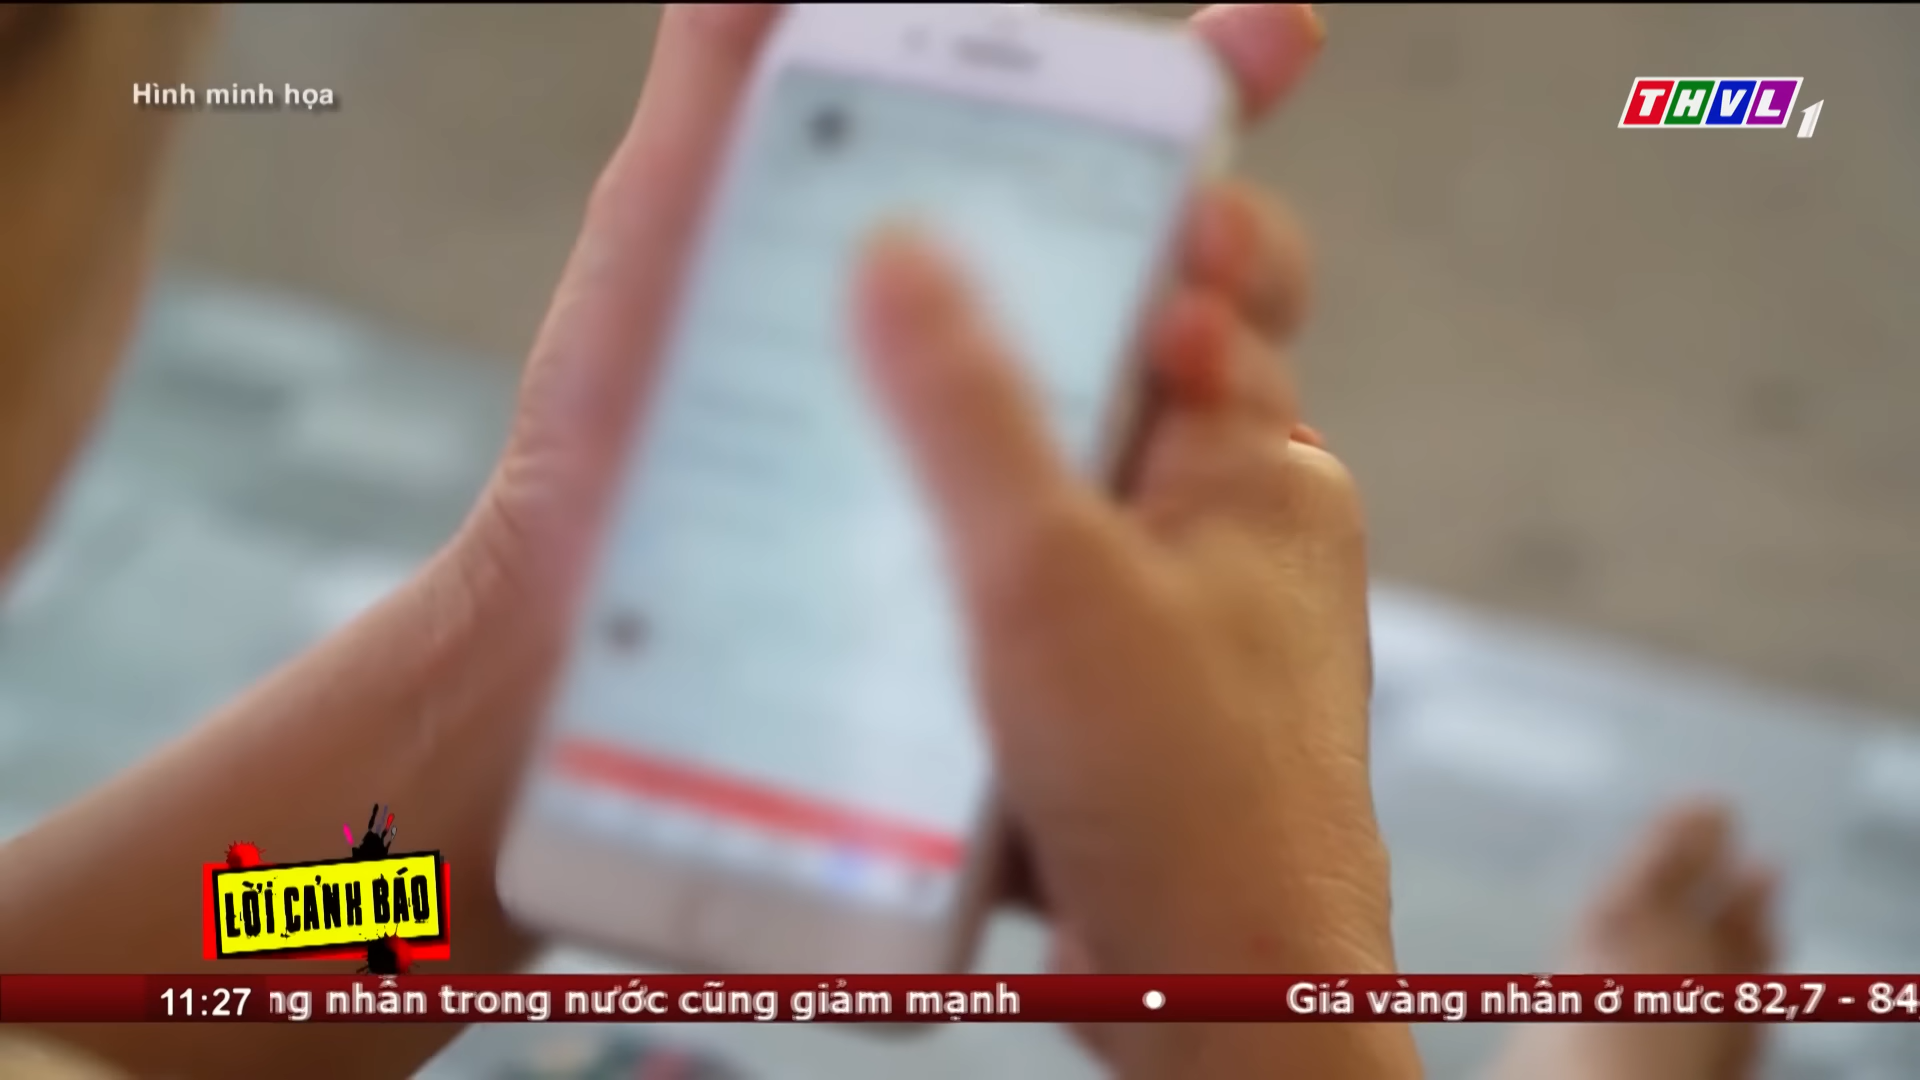 Hình minh họa
THVL1
LỜI CẢNH BÁO
11:27 ng nhẫn trong nước cũng giảm mạnh • Giá vàng nhẫn ở mức 82,7 - 84